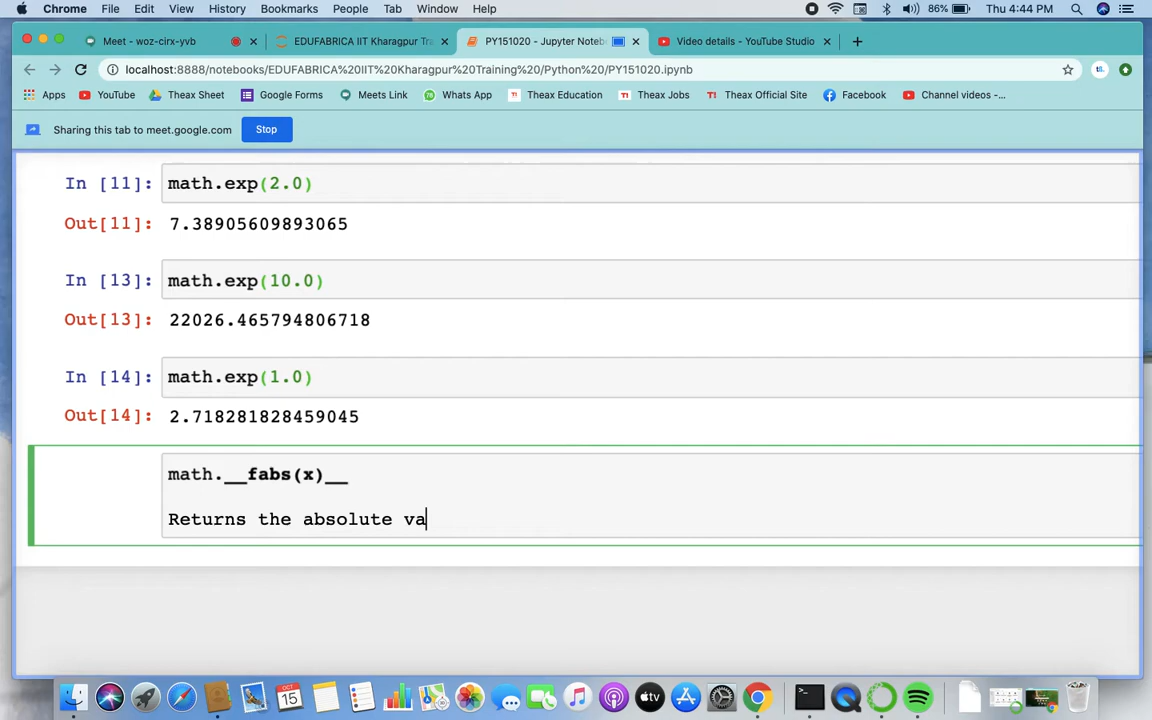 Chrome File Edit View History Bookmarks People Tab Window Help 86% Thu 4:44 PM
Meet - woz-cirx-yvb EDUFABRICA IIT Kharagpur Tra PY151020 - Jupyter Noteb Video details - YouTube Studio
localhost:8888/notebooks/EDUFABRICA%20IIT%20Kharagpur%20Training%20/Python%20/PY151020.ipynb
Apps YouTube Theax Sheet Google Forms Meets Link Whats App Theax Education Theax Jobs Theax Official Site Facebook Channel videos -...
Sharing this tab to meet.google.com Stop
In [11]: math.exp(2.0)
Out[11]: 7.38905609893065
In [13]: math.exp(10.0)
Out[13]: 22026.465794806718
In [14]: math.exp(1.0)
Out[14]: 2.718281828459045
math.__fabs(x)__
Returns the absolute va